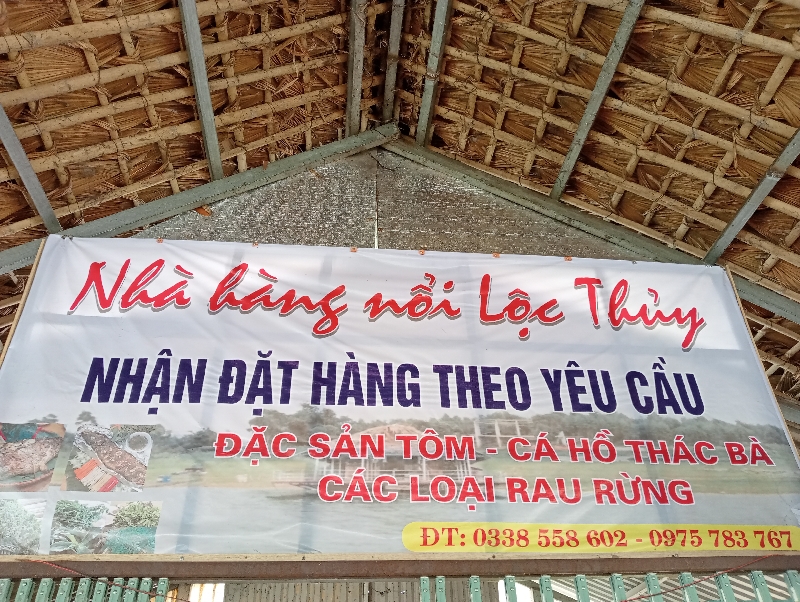 Nhà hàng nổi Lộc Thủy
NHẬN ĐẶT HÀNG THEO YÊU CẦU
ĐẶC SẢN TÔM - CÁ HỒ THÁC BÀ
CÁC LOẠI RAU RỪNG
ĐT: 0338 558 602 - 0975 783 767